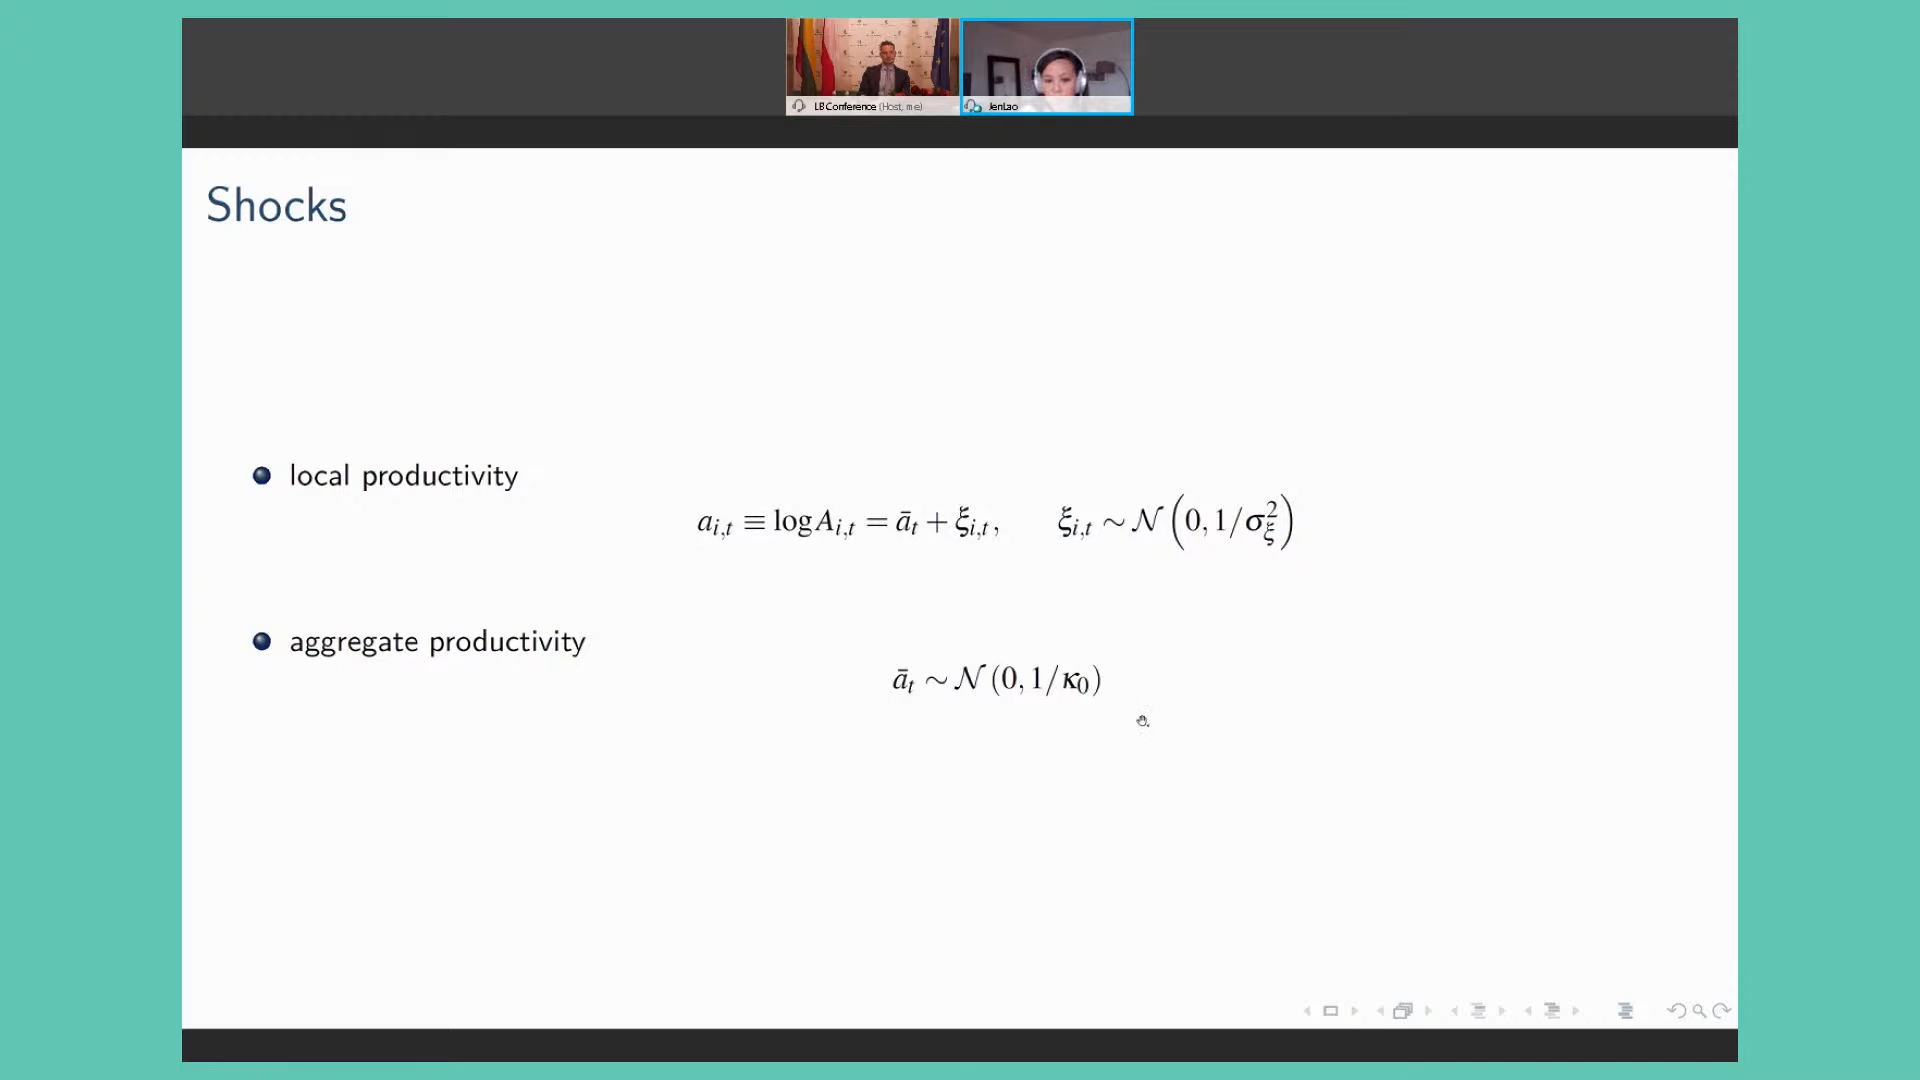 LB Conference (Host, me)
JenLao
Shocks
local productivity
a_{i,t} ≡ log A_{i,t} = ā_t + ξ_{i,t},  ξ_{i,t} ∼ 𝒩(0, 1/σ_ξ^2)
aggregate productivity
ā_t ∼ 𝒩(0, 1/κ_0)